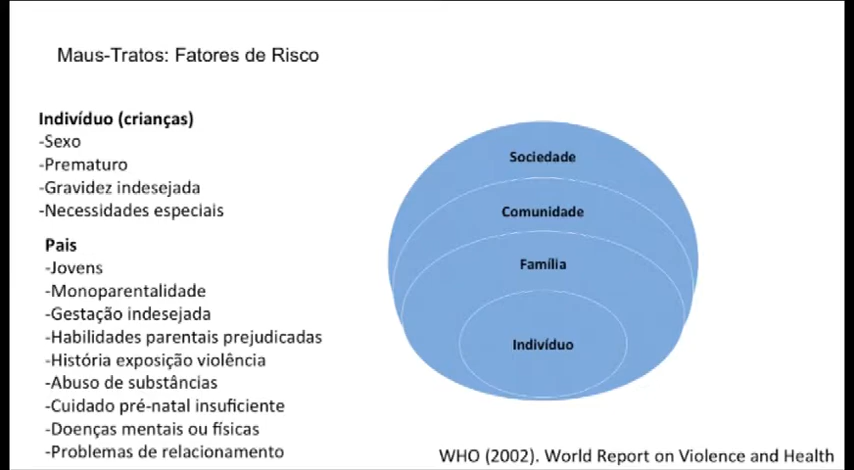 Maus-Tratos: Fatores de Risco
Indivíduo (crianças)
-Sexo
-Prematuro
-Gravidez indesejada
-Necessidades especiais
Pais
-Jovens
-Monoparentalidade
-Gestação indesejada
-Habilidades parentais prejudicadas
-História exposição violência
-Abuso de substâncias
-Cuidado pré-natal insuficiente
-Doenças mentais ou físicas
-Problemas de relacionamento
Sociedade
Comunidade
Família
Indivíduo
WHO (2002). World Report on Violence and Health